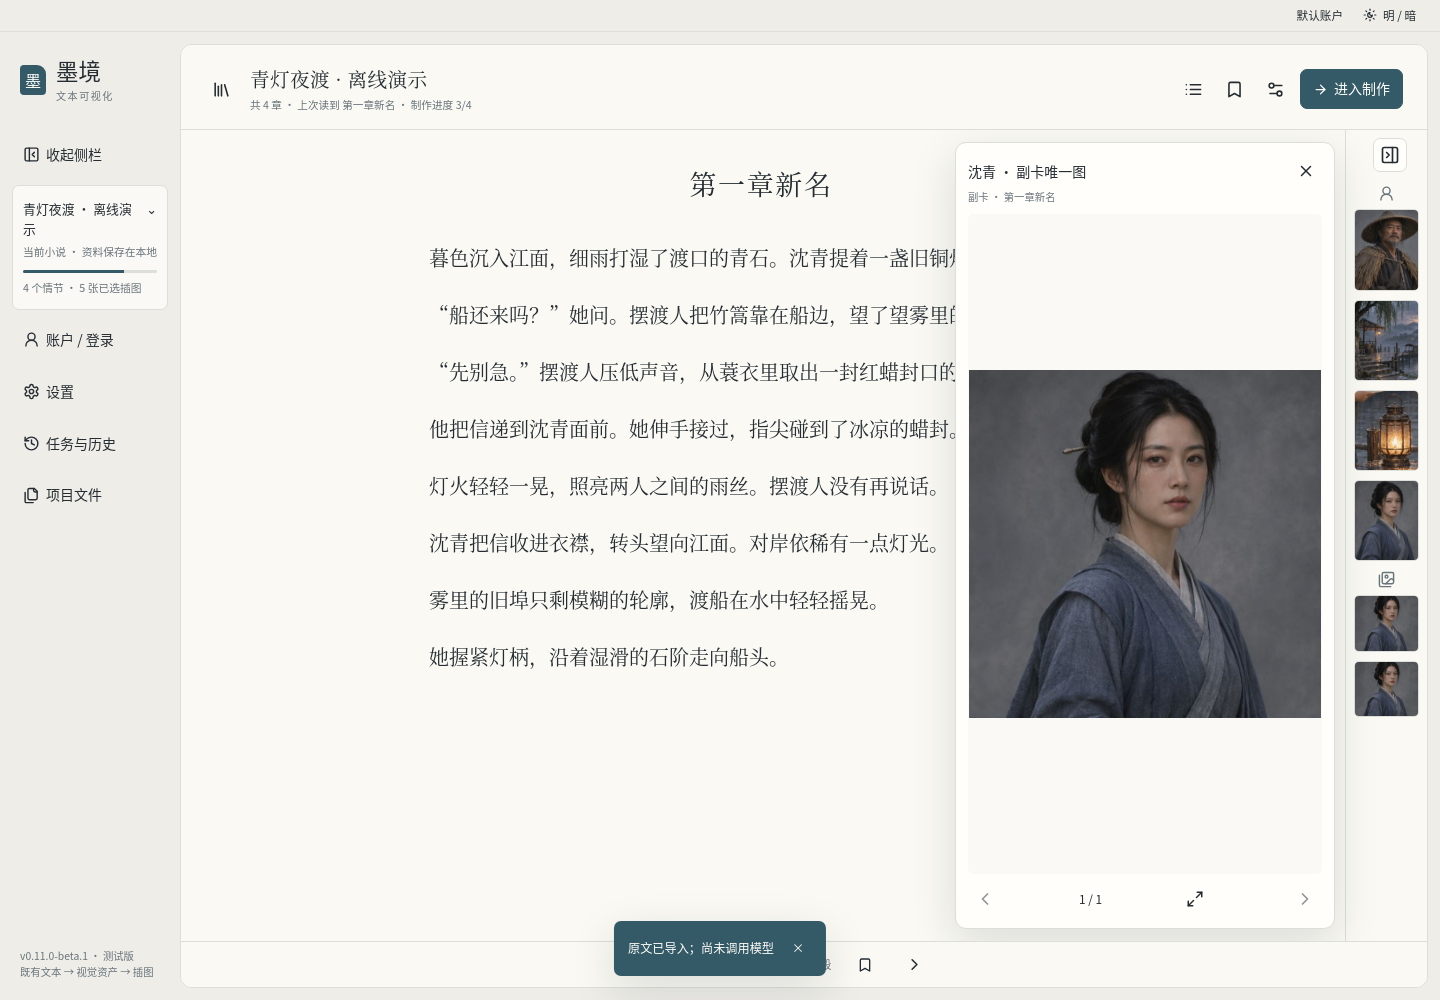 默认账户
明 / 暗
墨
墨境
文本可视化
收起侧栏
青灯夜渡 · 离线演
示
当前小说 · 资料保存在本地
4 个情节 · 5 张已选插图
账户 / 登录
设置
任务与历史
项目文件
v0.11.0-beta.1 · 测试版
既有文本 → 视觉资产 → 插图
青灯夜渡 · 离线演示
共 4 章 · 上次读到 第一章新名 · 制作进度 3/4
进入制作
第一章新名
暮色沉入江面，细雨打湿了渡口的青石。沈青提着一盏旧铜
“船还来吗？”她问。摆渡人把竹篙靠在船边，望了望雾里
“先别急。”摆渡人压低声音，从蓑衣里取出一封红蜡封口的
他把信递到沈青面前。她伸手接过，指尖碰到了冰凉的蜡封。
灯火轻轻一晃，照亮两人之间的雨丝。摆渡人没有再说话。
沈青把信收进衣襟，转头望向江面。对岸依稀有一点灯光。
雾里的旧埠只剩模糊的轮廓，渡船在水中轻轻摇晃。
她握紧灯柄，沿着湿滑的石阶走向船头。
沈青 · 副卡唯一图
副卡 · 第一章新名
1 / 1
原文已导入；尚未调用模型